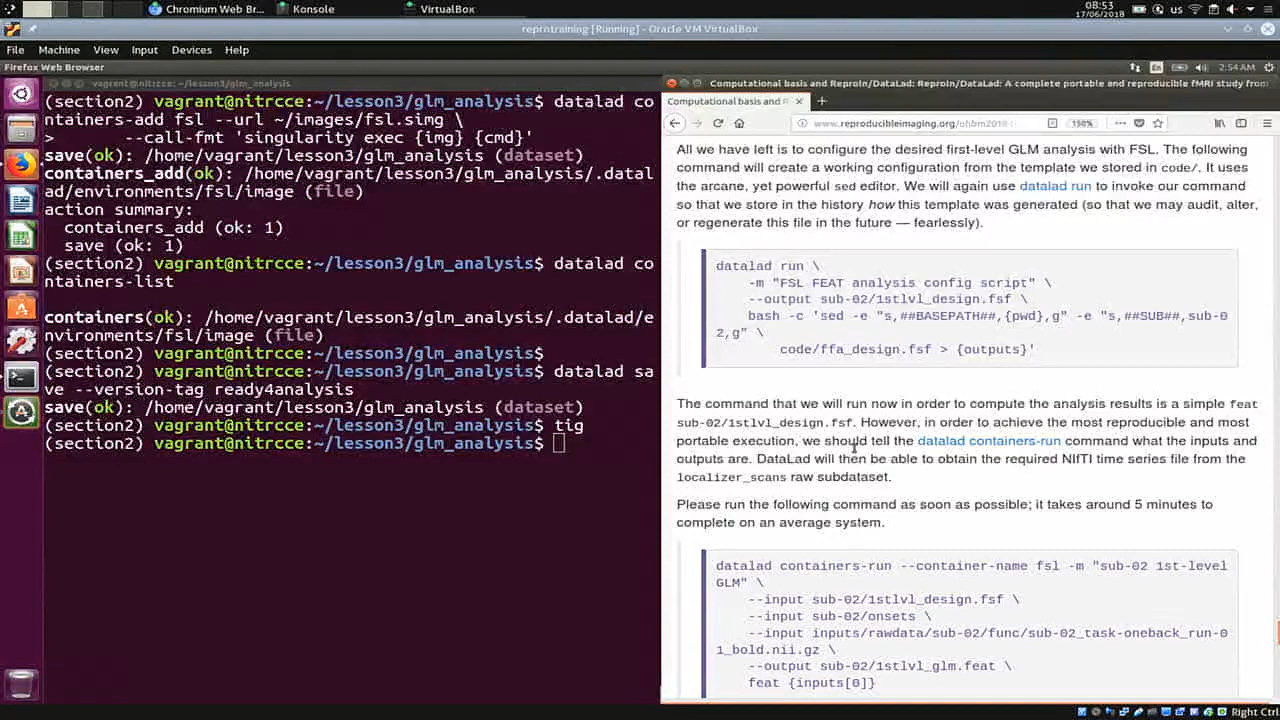 Chromium Web Br...
Konsole
VirtualBox
08:53
17/06/2018
us
reprotraining [Running] - Oracle VM VirtualBox
File Machine View Input Devices Help
Firefox Web Browser
En
2:54 AM
vagrant@nitrcce: ~/lesson3/glm_analysis
(section2) vagrant@nitrcce:~/lesson3/glm_analysis$ datalad co
ntainers-add fsl --url ~/images/fsl.simg \
> --call-fmt 'singularity exec {img} {cmd}'
save(ok): /home/vagrant/lesson3/glm_analysis (dataset)
containers_add(ok): /home/vagrant/lesson3/glm_analysis/.datal
ad/environments/fsl/image (file)
action summary:
containers_add (ok: 1)
save (ok: 1)
(section2) vagrant@nitrcce:~/lesson3/glm_analysis$ datalad co
ntainers-list
containers(ok): /home/vagrant/lesson3/glm_analysis/.datalad/e
nvironments/fsl/image (file)
(section2) vagrant@nitrcce:~/lesson3/glm_analysis$
(section2) vagrant@nitrcce:~/lesson3/glm_analysis$ datalad sa
ve --version-tag ready4analysis
save(ok): /home/vagrant/lesson3/glm_analysis (dataset)
(section2) vagrant@nitrcce:~/lesson3/glm_analysis$ tig
(section2) vagrant@nitrcce:~/lesson3/glm_analysis$
Computational basis and ReproIn/DataLad: ReproIn/DataLad: A complete portable and reproducible fMRI study from
Computational basis and R
www.reproducibleimaging.org/ohbm2018-
150%
All we have left is to configure the desired first-level GLM analysis with FSL. The following
command will create a working configuration from the template we stored in code/. It uses
the arcane, yet powerful sed editor. We will again use datalad run to invoke our command
so that we store in the history how this template was generated (so that we may audit, alter,
or regenerate this file in the future — fearlessly).
datalad run \
-m "FSL FEAT analysis config script" \
--output sub-02/1stlvl_design.fsf \
bash -c 'sed -e "s,##BASEPATH##,{pwd},g" -e "s,##SUB##,sub-0
2,g" \
code/ffa_design.fsf > {outputs}'
The command that we will run now in order to compute the analysis results is a simple feat
sub-02/1stlvl_design.fsf. However, in order to achieve the most reproducible and most
portable execution, we should tell the datalad containers-run command what the inputs and
outputs are. DataLad will then be able to obtain the required NIfTI time series file from the
localizer_scans raw subdataset.
Please run the following command as soon as possible; it takes around 5 minutes to
complete on an average system.
datalad containers-run --container-name fsl -m "sub-02 1st-level
GLM" \
--input sub-02/1stlvl_design.fsf \
--input sub-02/onsets \
--input inputs/rawdata/sub-02/func/sub-02_task-oneback_run-0
1_bold.nii.gz \
--output sub-02/1stlvl_glm.feat \
feat {inputs[0]}
Right Ctrl